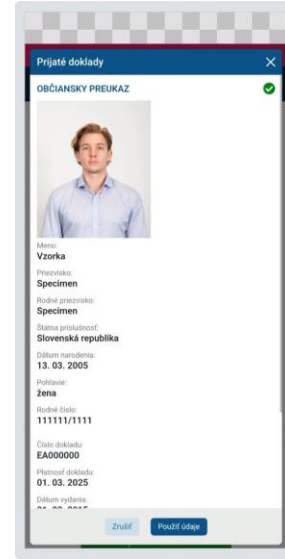 Prijaté doklady
OBČIANSKY PREUKAZ
Meno:
Vzorka
Priezvisko:
Specimen
Rodné priezvisko:
Specimen
Štátna príslušnosť:
Slovenská republika
Dátum narodenia:
13. 03. 2005
Pohlavie:
žena
Rodné číslo:
111111/1111
Číslo dokladu:
EA000000
Platnosť dokladu:
01. 03. 2025
Dátum vydania:
Zrušiť
Použiť údaje